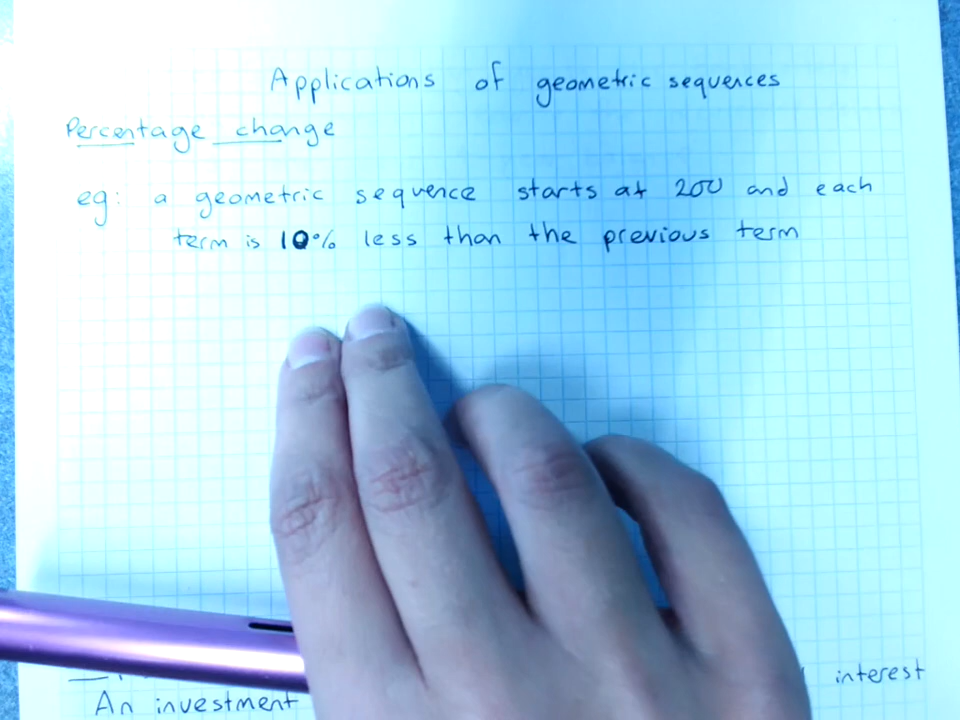 Applications of geometric sequences
Percentage change
eg: a geometric sequence starts at 200 and each
term is 10% less than the previous term
interest
An investment